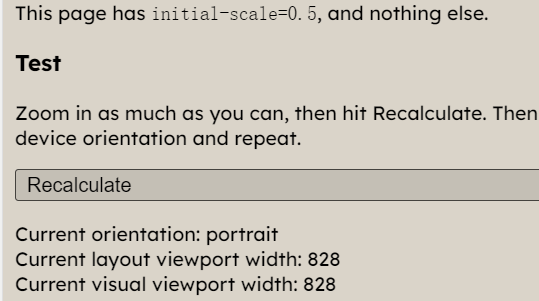 This page has initial-scale=0.5, and nothing else.
Test
Zoom in as much as you can, then hit Recalculate. Then
device orientation and repeat.
Recalculate
Current orientation: portrait
Current layout viewport width: 828
Current visual viewport width: 828